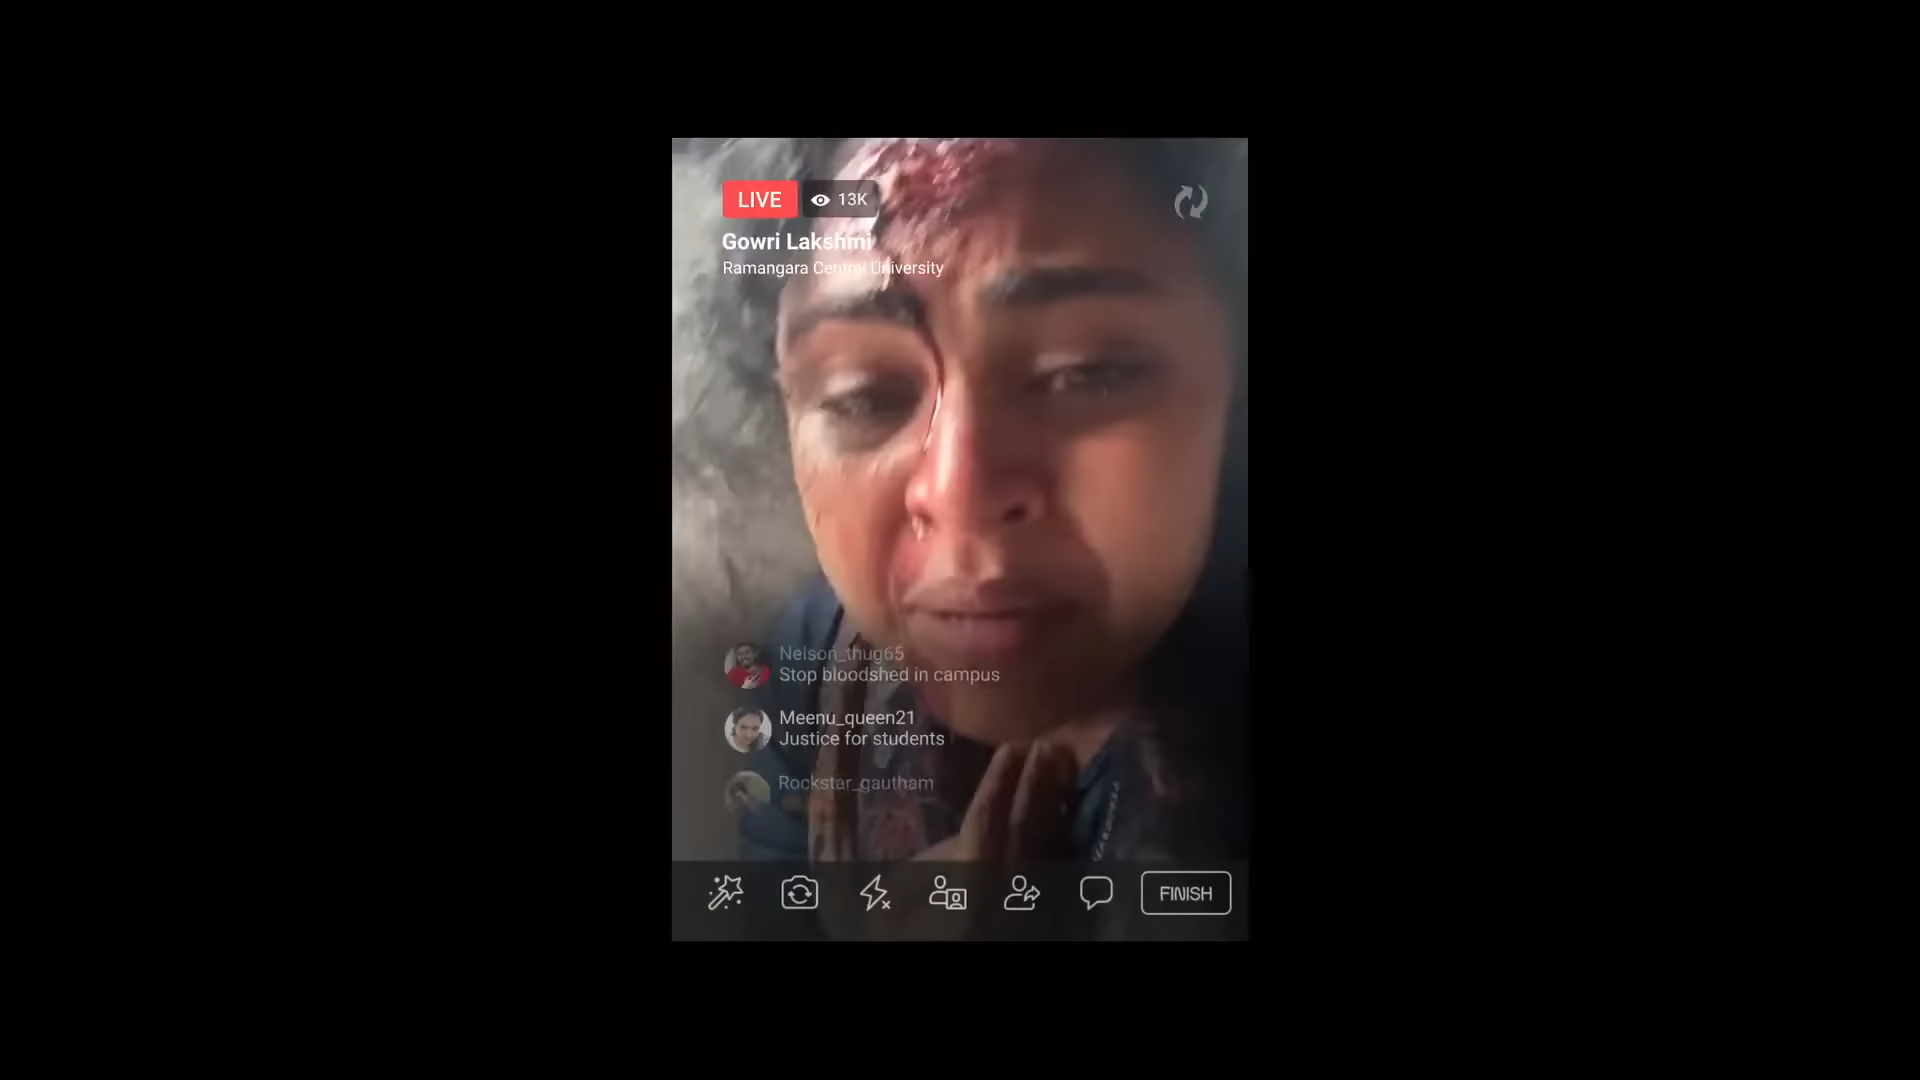 LIVE
13K
Gowri Lakshmi
Ramangara Central University
Nelson_thug65
Stop bloodshed in campus
Meenu_queen21
Justice for students
Rockstar_gautham
FINISH